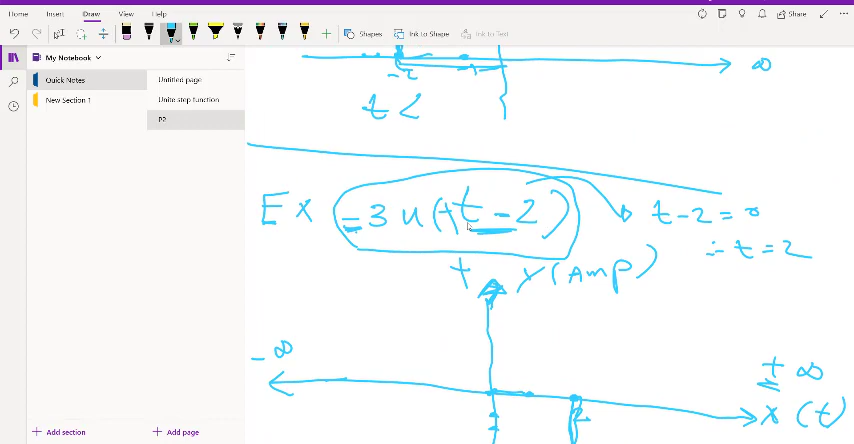 Home Insert Draw View Help Share
Shapes Ink to Shape Ink to Text
My Notebook
Quick Notes Untitled page
New Section 1 Unite step function
P2
Add section Add page
-2 -1 ∞
t <
Ex -3 u(+t-2) t-2=0
∴ t=2
+ y(Amp)
-∞ + ∞
2 x (t)